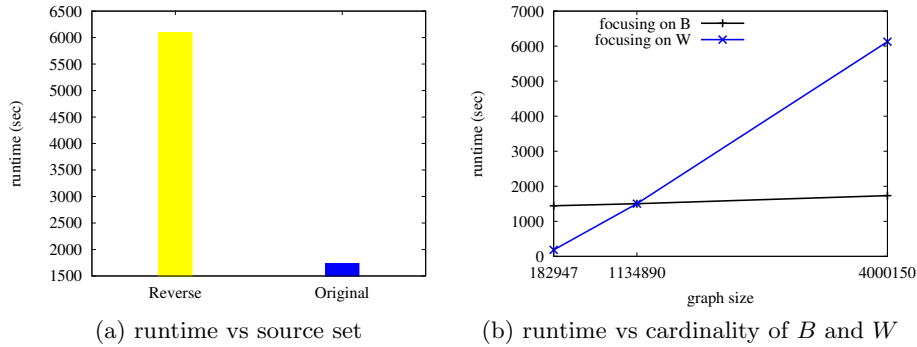 6500
6000
5500
5000
4500
4000
3500
3000
2500
2000
1500
runtime (sec)
Reverse Original
(a) runtime vs source set
7000
6000
5000
4000
3000
2000
1000
0
runtime (sec)
focusing on B
focusing on W
182947 1134890 4000150
graph size
(b) runtime vs cardinality of B and W